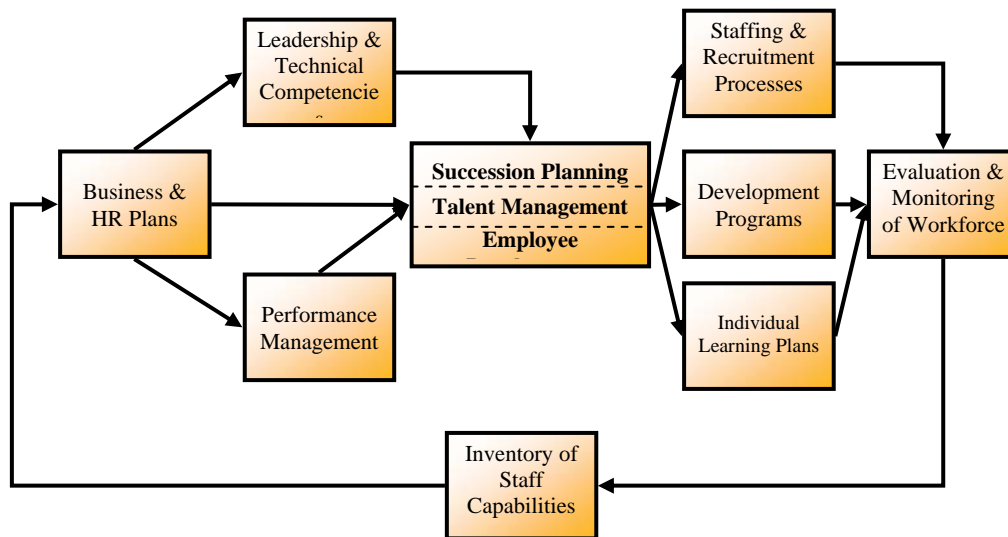 Leadership &
Technical
Competencie
Staffing &
Recruitment
Processes
Business &
HR Plans
Succession Planning
Talent Management
Employee
Development
Programs
Evaluation &
Monitoring
of Workforce
Performance
Management
Individual
Learning Plans
Inventory of
Staff
Capabilities